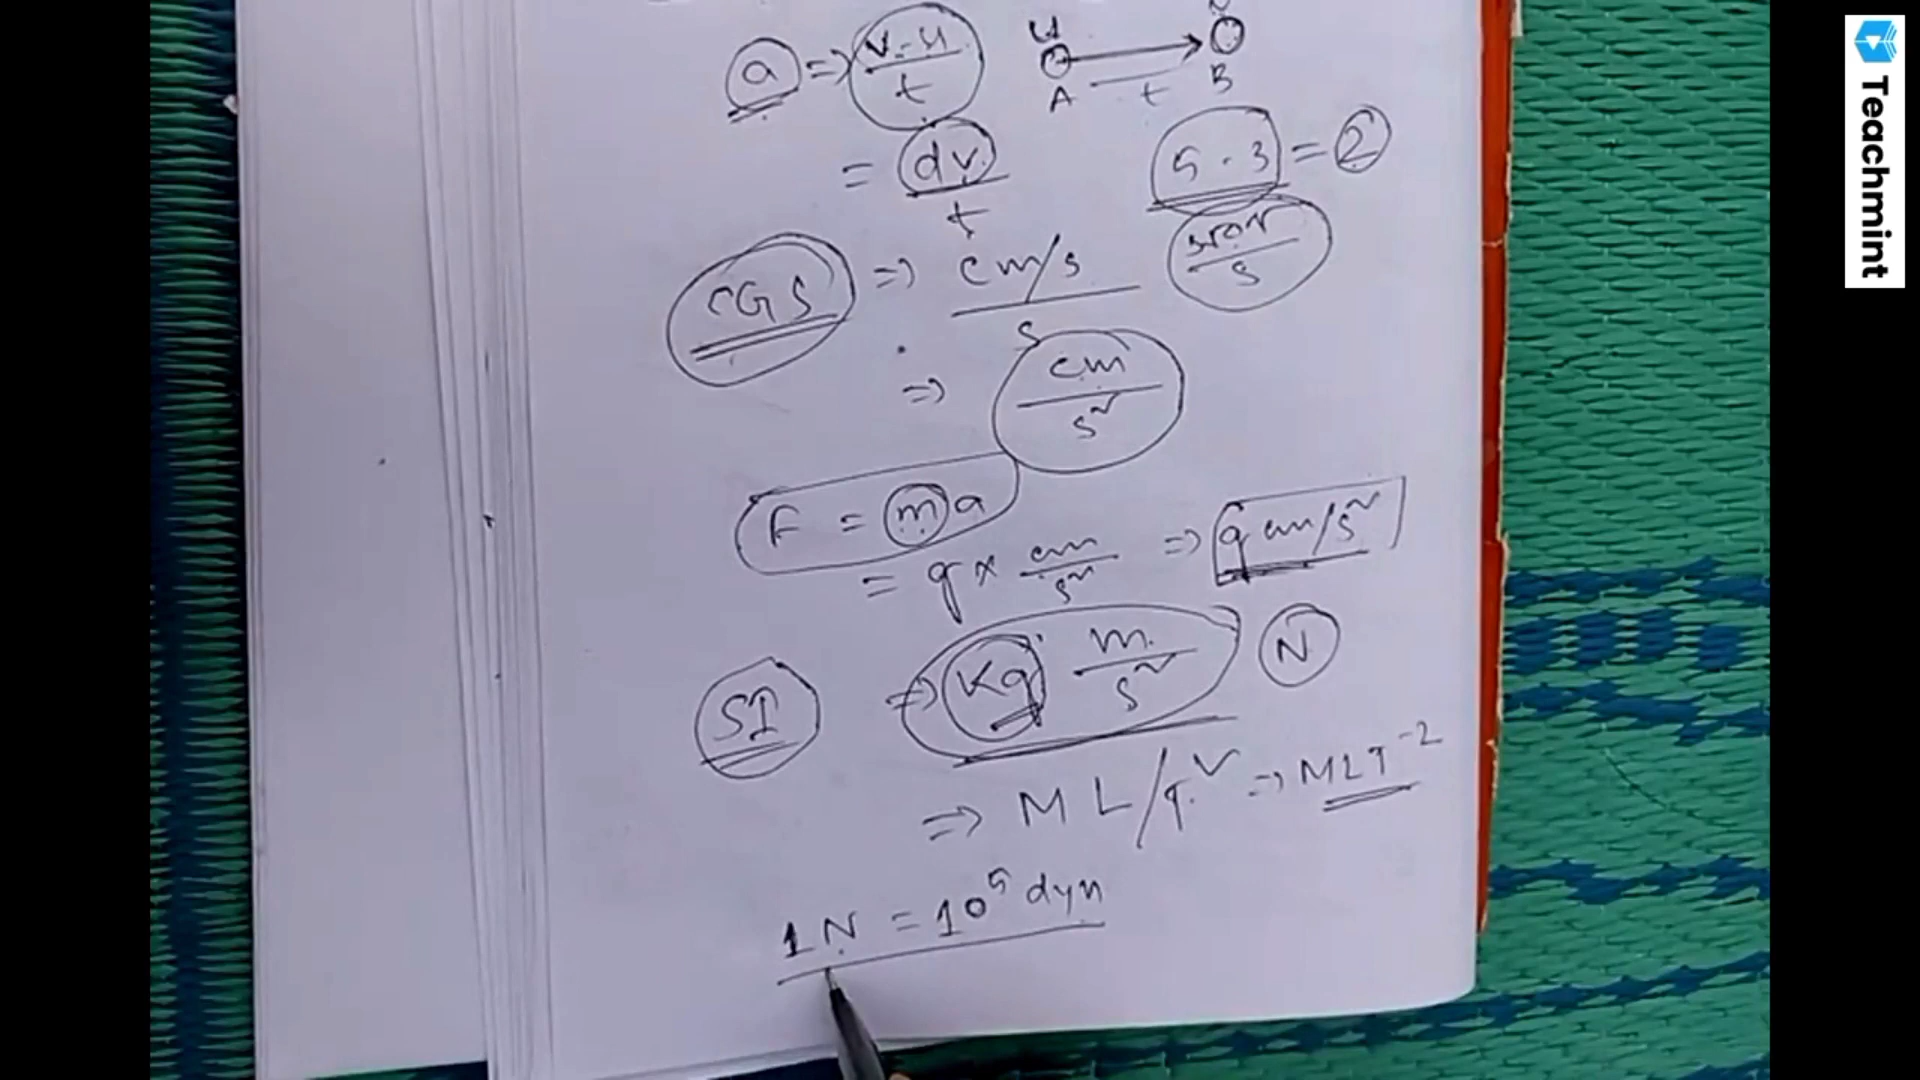 a => v-u/t
u v
A t B
= dv/t
5-3 = 2
CGS => cm/s/s
=> cm/s²
F = ma
= g x cm/s² => g cm/s²
SI => Kg m/s² N
=> ML/T² => MLT⁻²
1N = 10⁵ dyn
Teachmint